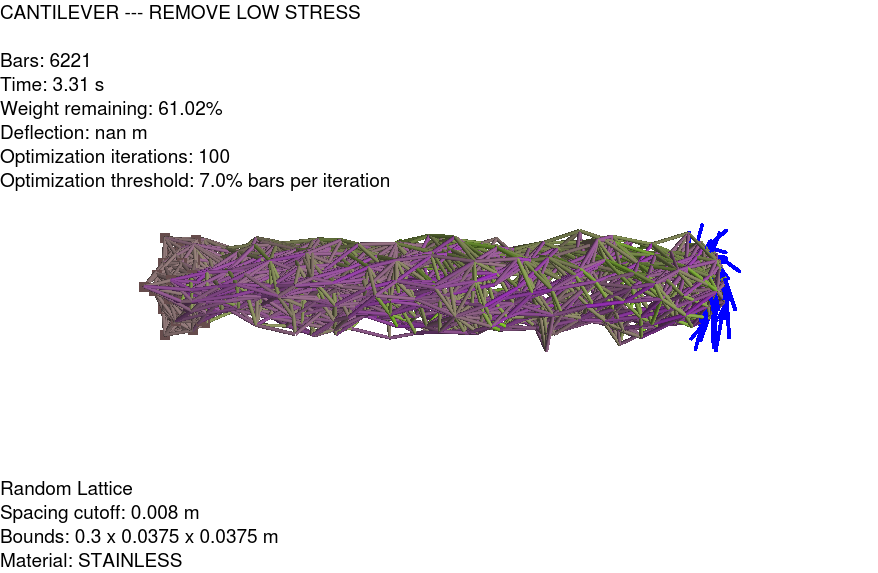 CANTILEVER --- REMOVE LOW STRESS
Bars: 6221
Time: 3.31 s
Weight remaining: 61.02%
Deflection: nan m
Optimization iterations: 100
Optimization threshold: 7.0% bars per iteration
Random Lattice
Spacing cutoff: 0.008 m
Bounds: 0.3 x 0.0375 x 0.0375 m
Material: STAINLESS